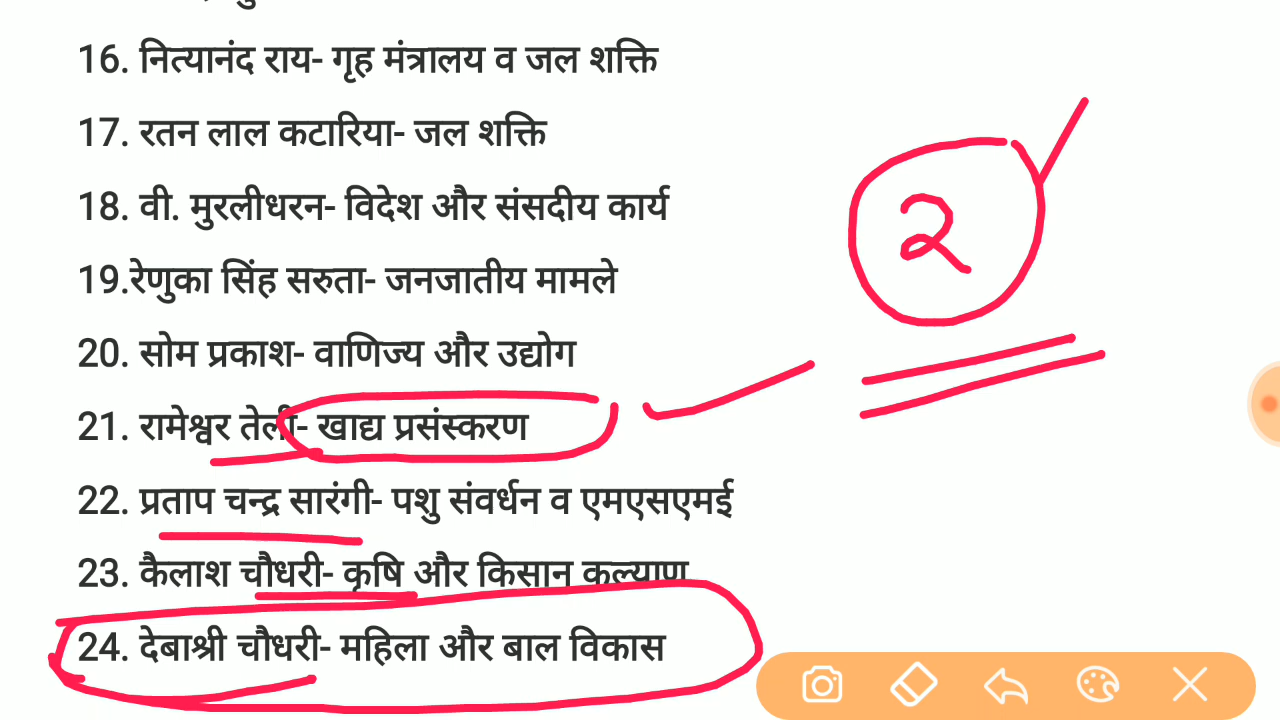 16. नित्यानंद राय- गृह मंत्रालय व जल शक्ति
17. रतन लाल कटारिया- जल शक्ति
18. वी. मुरलीधरन- विदेश और संसदीय कार्य
२
19.रेणुका सिंह सरुता- जनजातीय मामले
20. सोम प्रकाश- वाणिज्य और उद्योग
21. रामेश्वर तेली- खाद्य प्रसंस्करण
22. प्रताप चन्द्र सारंगी- पशु संवर्धन व एमएसएमई
23. कैलाश चौधरी- कृषि और किसान कल्याण
24. देबाश्री चौधरी- महिला और बाल विकास